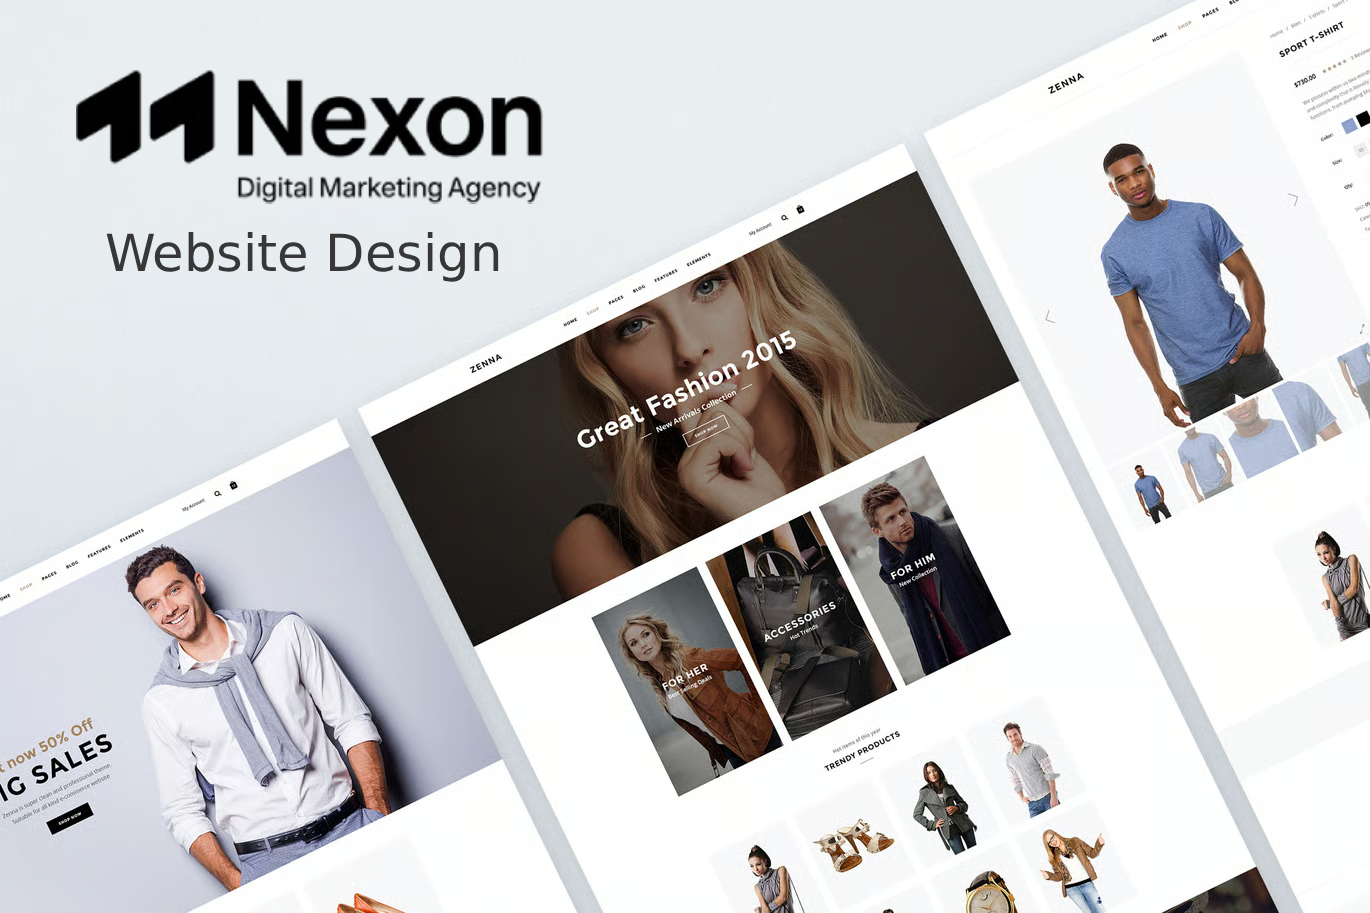 Nexon
Digital Marketing Agency
Website Design
SHOP
PAGES
BLOG
FEATURES
ELEMENTS
My Account
now 50% Off
SALES
Zenna is super clean and professional theme.
Suitable for all kind e-commerce website
SHOP NOW
ZENNA
HOME
SHOP
PAGES
BLOG
FEATURES
ELEMENTS
My Account
Great Fashion 2015
New Arrivals Collection
SHOP NOW
FOR HER
Best Selling Deals
ACCESSORIES
Hot Trends
FOR HIM
New Collection
Hot items of this year
TRENDY PRODUCTS
ZENNA
HOME
SHOP
PAGES
Home / Men / T-shirts / Sport
SPORT T-SHIRT
$730.00
Color:
Size:
Qty: